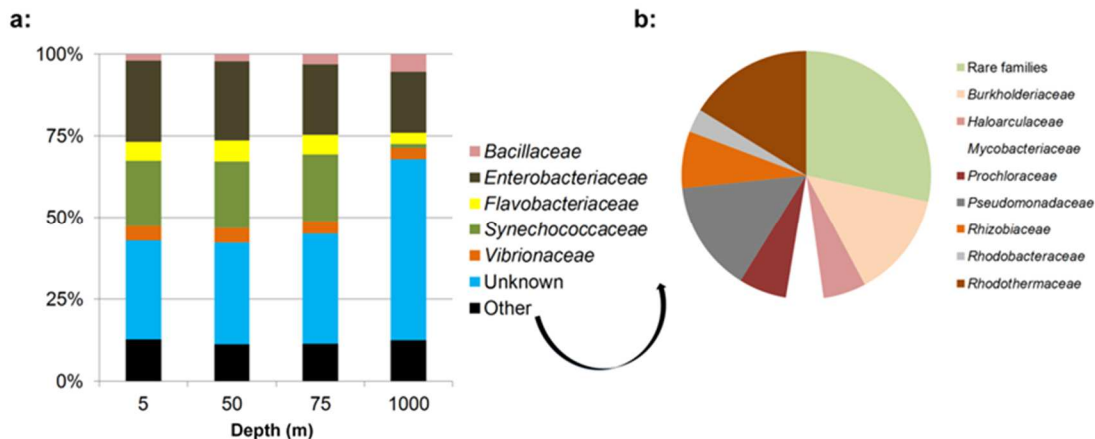 a:
100%
75%
50%
25%
0%
5 50 75 1000
Depth (m)
Bacillaceae
Enterobacteriaceae
Flavobacteriaceae
Synechococcaceae
Vibrionaceae
Unknown
Other
b:
Rare families
Burkholderiaceae
Haloarculaceae
Mycobacteriaceae
Prochloraceae
Pseudomonadaceae
Rhizobiaceae
Rhodobacteraceae
Rhodothermaceae